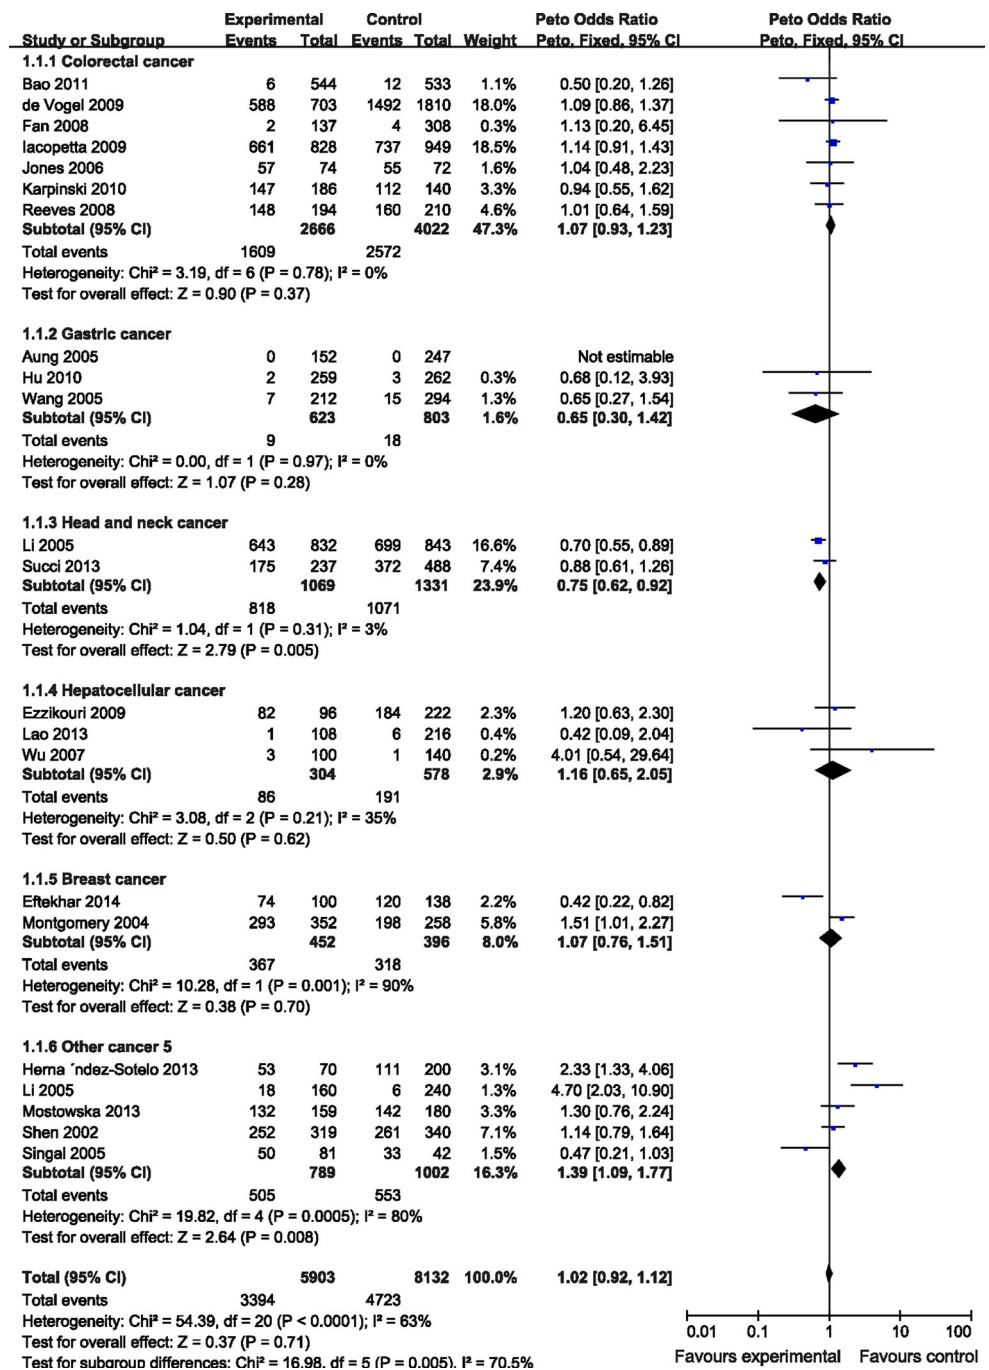 Experimental Control Peto Odds Ratio Peto Odds Ratio
Study or Subgroup Events Total Events Total Weight Peto, Fixed, 95% CI Peto, Fixed, 95% CI
1.1.1 Colorectal cancer
Bao 2011 6 544 12 533 1.1% 0.50 [0.20, 1.26]
de Vogel 2009 588 703 1492 1810 18.0% 1.09 [0.86, 1.37]
Fan 2008 2 137 4 308 0.3% 1.13 [0.20, 6.45]
Iacopetta 2009 661 828 737 949 18.5% 1.14 [0.91, 1.43]
Jones 2006 57 74 55 72 1.6% 1.04 [0.48, 2.23]
Karpinski 2010 147 186 112 140 3.3% 0.94 [0.55, 1.62]
Reeves 2008 148 194 160 210 4.6% 1.01 [0.64, 1.59]
Subtotal (95% CI) 2666 4022 47.3% 1.07 [0.93, 1.23]
Total events 1609 2572
Heterogeneity: Chi² = 3.19, df = 6 (P = 0.78); I² = 0%
Test for overall effect: Z = 0.90 (P = 0.37)
1.1.2 Gastric cancer
Aung 2005 0 152 0 247 Not estimable
Hu 2010 2 259 3 262 0.3% 0.68 [0.12, 3.93]
Wang 2005 7 212 15 294 1.3% 0.65 [0.27, 1.54]
Subtotal (95% CI) 623 803 1.6% 0.65 [0.30, 1.42]
Total events 9 18
Heterogeneity: Chi² = 0.00, df = 1 (P = 0.97); I² = 0%
Test for overall effect: Z = 1.07 (P = 0.28)
1.1.3 Head and neck cancer
Li 2005 643 832 699 843 16.6% 0.70 [0.55, 0.89]
Succi 2013 175 237 372 488 7.4% 0.88 [0.61, 1.26]
Subtotal (95% CI) 1069 1331 23.9% 0.75 [0.62, 0.92]
Total events 818 1071
Heterogeneity: Chi² = 1.04, df = 1 (P = 0.31); I² = 3%
Test for overall effect: Z = 2.79 (P = 0.005)
1.1.4 Hepatocellular cancer
Ezzikouri 2009 82 96 184 222 2.3% 1.20 [0.63, 2.30]
Lao 2013 1 108 6 216 0.4% 0.42 [0.09, 2.04]
Wu 2007 3 100 1 140 0.2% 4.01 [0.54, 29.64]
Subtotal (95% CI) 304 578 2.9% 1.16 [0.65, 2.05]
Total events 86 191
Heterogeneity: Chi² = 3.08, df = 2 (P = 0.21); I² = 35%
Test for overall effect: Z = 0.50 (P = 0.62)
1.1.5 Breast cancer
Eftekhar 2014 74 100 120 138 2.2% 0.42 [0.22, 0.82]
Montgomery 2004 293 352 198 258 5.8% 1.51 [1.01, 2.27]
Subtotal (95% CI) 452 396 8.0% 1.07 [0.76, 1.51]
Total events 367 318
Heterogeneity: Chi² = 10.28, df = 1 (P = 0.001); I² = 90%
Test for overall effect: Z = 0.38 (P = 0.70)
1.1.6 Other cancer 5
Herna ´ndez-Sotelo 2013 53 70 111 200 3.1% 2.33 [1.33, 4.06]
Li 2005 18 160 6 240 1.3% 4.70 [2.03, 10.90]
Mostowska 2013 132 159 142 180 3.3% 1.30 [0.76, 2.24]
Shen 2002 252 319 261 340 7.1% 1.14 [0.79, 1.64]
Singal 2005 50 81 33 42 1.5% 0.47 [0.21, 1.03]
Subtotal (95% CI) 789 1002 16.3% 1.39 [1.09, 1.77]
Total events 505 553
Heterogeneity: Chi² = 19.82, df = 4 (P = 0.0005); I² = 80%
Test for overall effect: Z = 2.64 (P = 0.008)
Total (95% CI) 5903 8132 100.0% 1.02 [0.92, 1.12]
Total events 3394 4723
Heterogeneity: Chi² = 54.39, df = 20 (P < 0.0001); I² = 63%
Test for overall effect: Z = 0.37 (P = 0.71)
Test for subgroup differences: Chi² = 16.98, df = 5 (P = 0.005), I² = 70.5%
0.01 0.1 1 10 100
Favours experimental Favours control